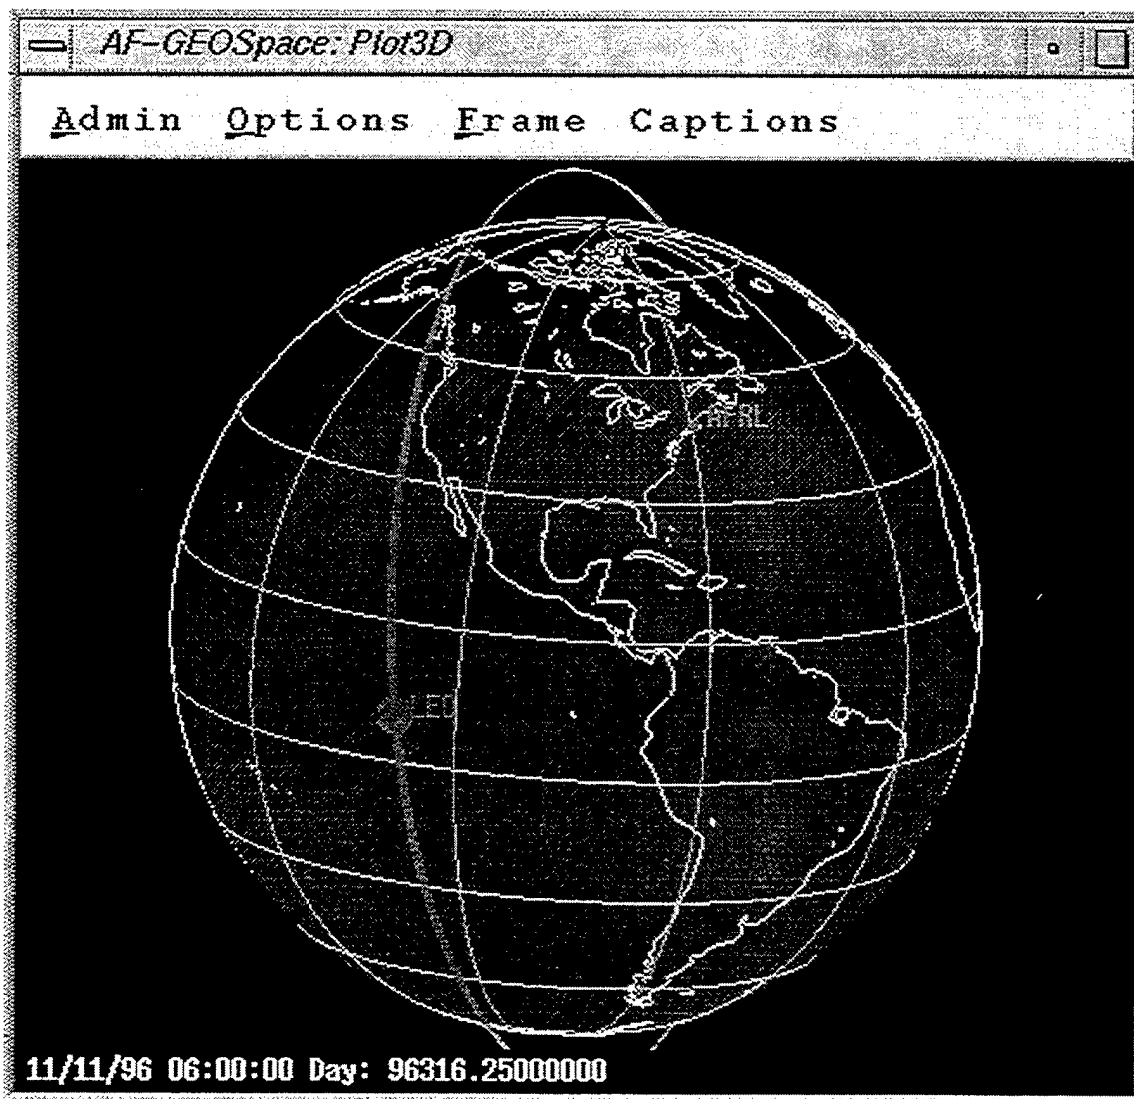 AF-GEOSpace: Plot3D
Admin Options Frame Captions
AFRL
LEO
11/11/96 06:00:00 Day: 96316.25000000